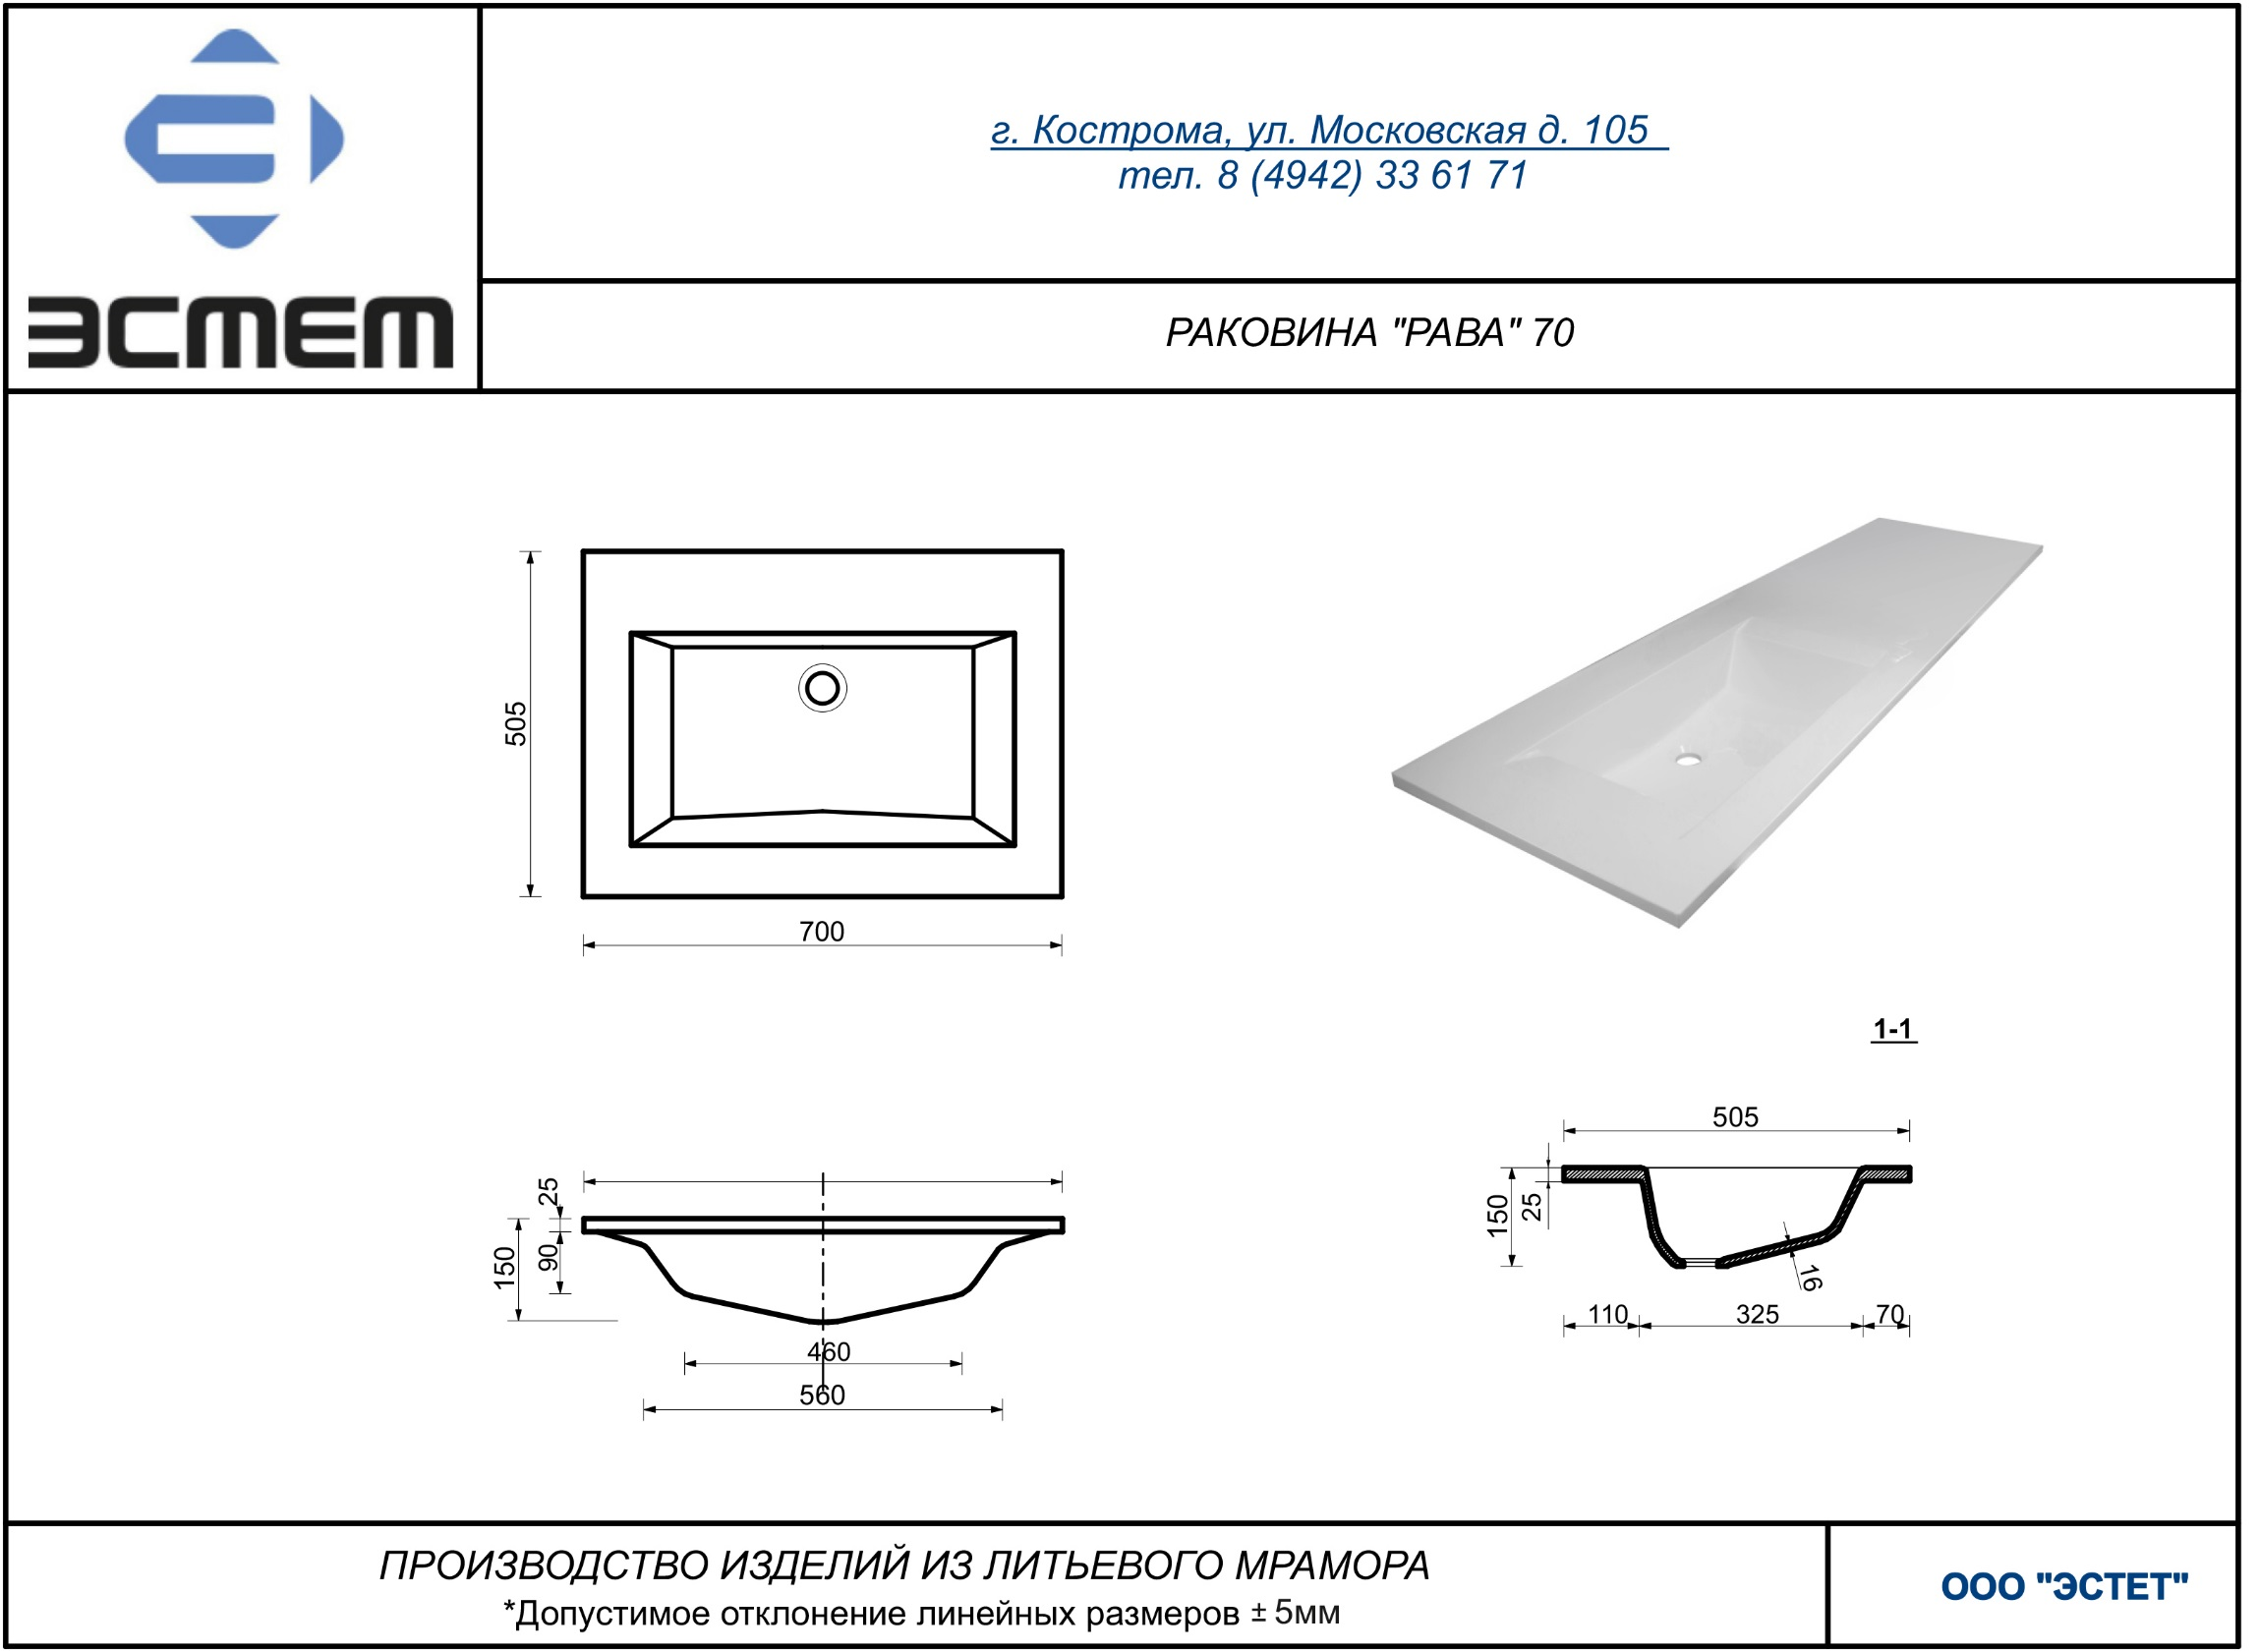 г. Кострома, ул. Московская д. 105
тел. 8 (4942) 33 61 71
эстет
РАКОВИНА "РАВА" 70
505
700
1-1
505
150
25
16
110 325 70
25
150
90
460
560
ПРОИЗВОДСТВО ИЗДЕЛИЙ ИЗ ЛИТЬЕВОГО МРАМОРА
*Допустимое отклонение линейных размеров ± 5мм
ООО "ЭСТЕТ"